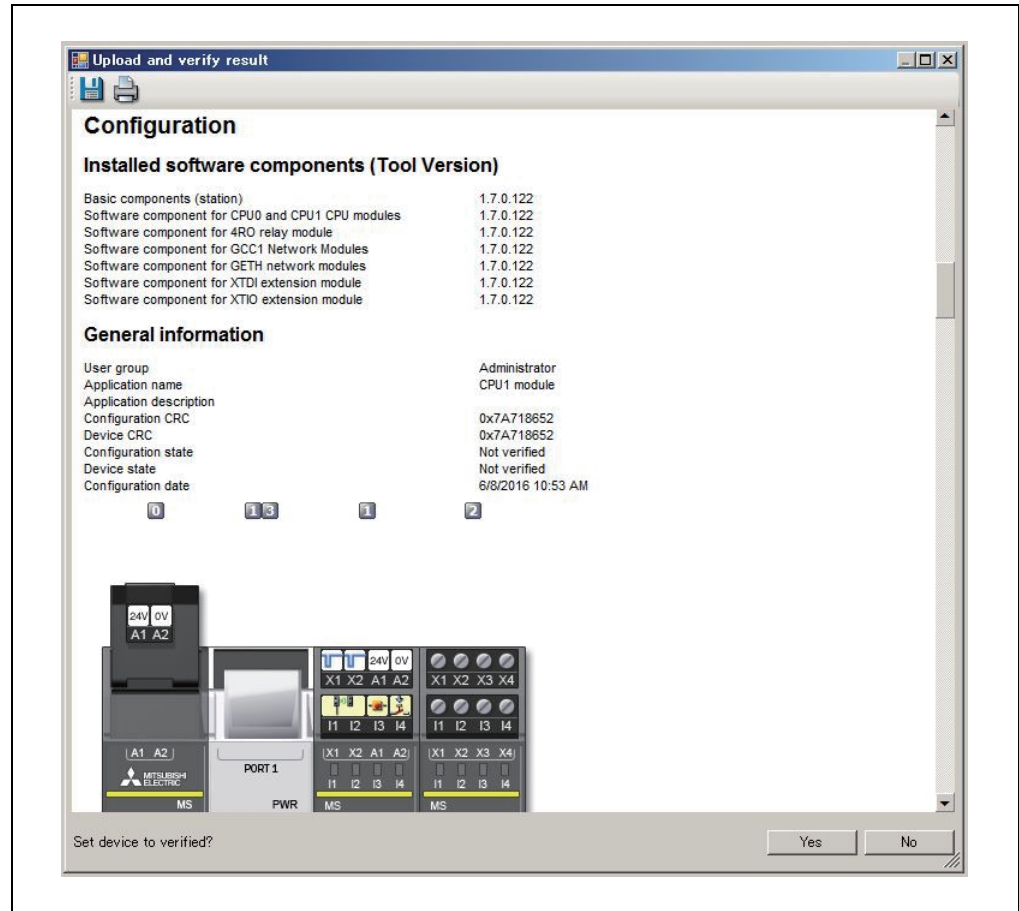 Upload and verify result
Configuration
Installed software components (Tool Version)
Basic components (station) 1.7.0.122
Software component for CPU0 and CPU1 CPU modules 1.7.0.122
Software component for 4RO relay module 1.7.0.122
Software component for GCC1 Network Modules 1.7.0.122
Software component for GETH network modules 1.7.0.122
Software component for XTDI extension module 1.7.0.122
Software component for XTIO extension module 1.7.0.122
General information
User group Administrator
Application name CPU1 module
Application description
Configuration CRC 0x7A718652
Device CRC 0x7A718652
Configuration state Not verified
Device state Not verified
Configuration date 6/8/2016 10:53 AM
0 13 1 2
24V 0V
A1 A2
24V 0V
X1 X2 A1 A2 X1 X2 X3 X4
I1 I2 I3 I4 I1 I2 I3 I4
A1 A2 X1 X2 A1 A2 X1 X2 X3 X4
MITSUBISHI ELECTRIC PORT 1 I1 I2 I3 I4 I1 I2 I3 I4
MS PWR MS MS
Set device to verified? Yes No